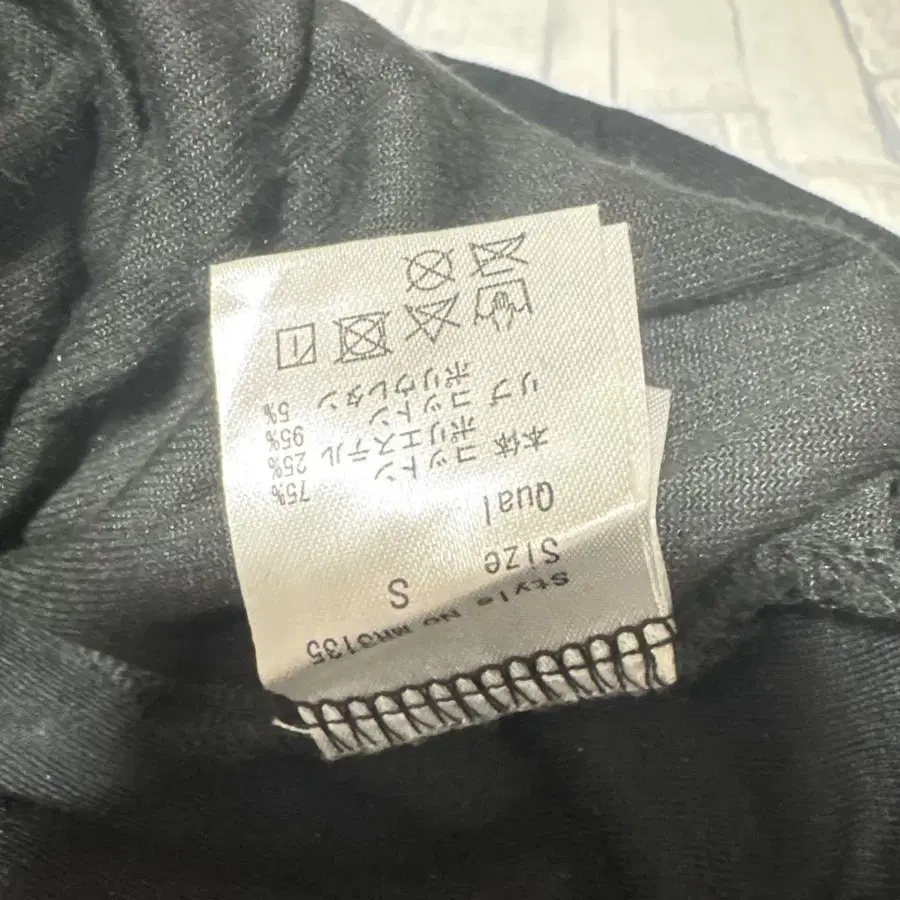 Style No MR3135
Size S
Qual
本体 コットン 75%
ポリエステル 25%
リブ コットン 95%
ポリウレタン 5%